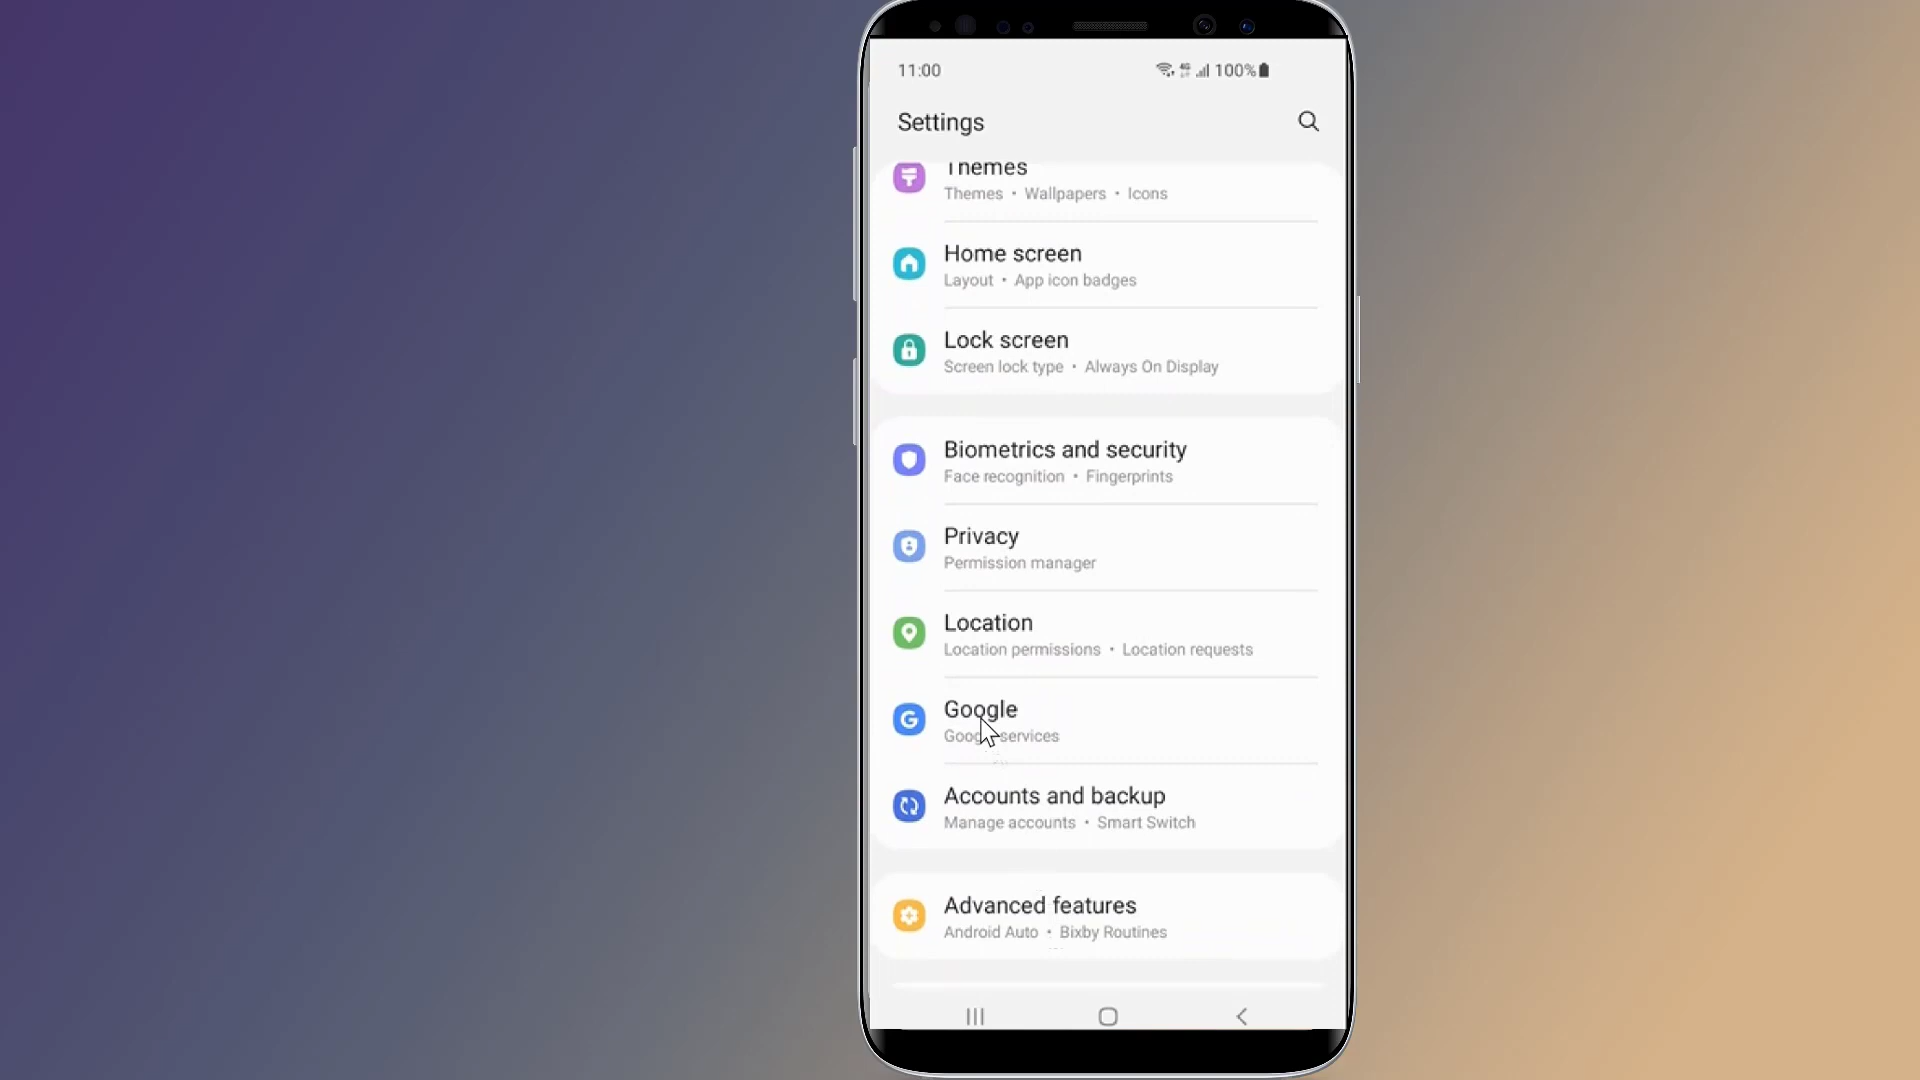 11:00 4G 100%
Settings
Themes
Themes • Wallpapers • Icons
Home screen
Layout • App icon badges
Lock screen
Screen lock type • Always On Display
Biometrics and security
Face recognition • Fingerprints
Privacy
Permission manager
Location
Location permissions • Location requests
Google
Google services
Accounts and backup
Manage accounts • Smart Switch
Advanced features
Android Auto • Bixby Routines